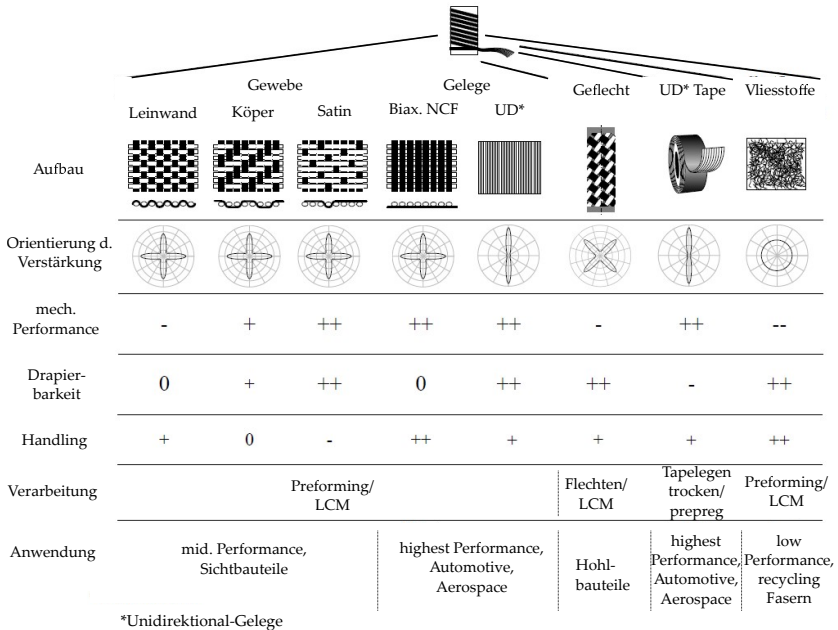 Gewebe Gelege Geflecht UD* Tape Vliesstoffe
Leinwand Köper Satin Biax. NCF UD*
Aufbau
Orientierung d.
Verstärkung
mech.
Performance - + ++ ++ ++ - ++ --
Drapier-
barkeit 0 + ++ 0 ++ ++ - ++
Handling + 0 - ++ + + + ++
Verarbeitung
Preforming/
LCM
Flechten/
LCM
Tapelegen
trocken/
prepreg
Preforming/
LCM
Anwendung
mid. Performance,
Sichtbauteile
highest Performance,
Automotive,
Aerospace
Hohl-
bauteile
highest
Performance,
Automotive,
Aerospace
low
Performance,
recycling
Fasern
*Unidirektional-Gelege